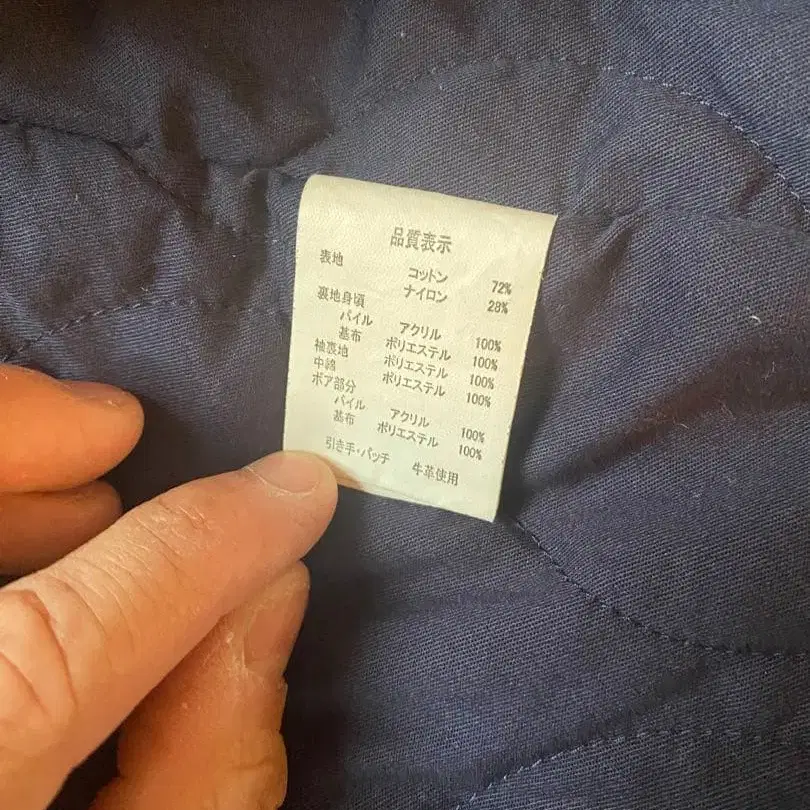 品質表示
表地 コットン 72%
ナイロン 28%
裏地身頃
パイル アクリル 100%
基布 ポリエステル 100%
袖裏地 ポリエステル 100%
中綿 ポリエステル 100%
ボア部分
パイル アクリル 100%
基布 ポリエステル 100%
引き手・パッチ 牛革使用